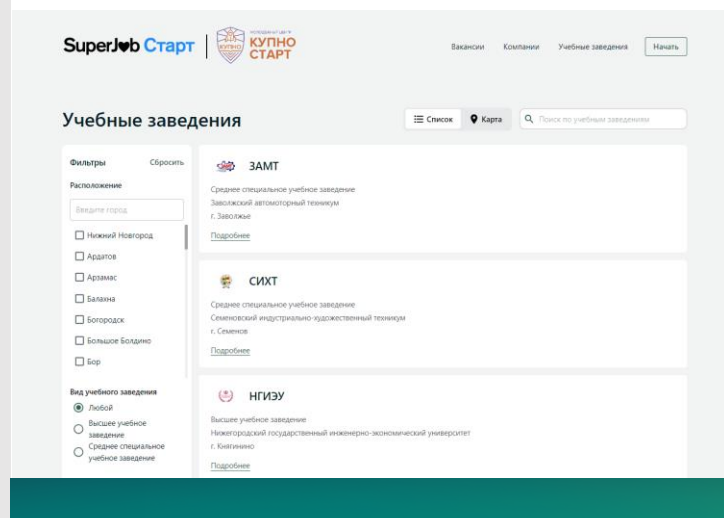 SuperJob Старт
МОЛОДЕЖНЫЙ ЦЕНТР
КУПНО
КУПНО
СТАРТ
Вакансии Компании Учебные заведения Начать
Учебные заведения
Список Карта Поиск по учебным заведениям
Фильтры Сбросить
Расположение
Введите город
Нижний Новгород
Ардатов
Арзамас
Балахна
Богородск
Большое Болдино
Бор
Вид учебного заведения
Любой
Высшее учебное
заведение
Среднее специальное
учебное заведение
ЗАМТ
Среднее специальное учебное заведение
Заволжский автомоторный техникум
г. Заволжье
Подробнее
СИХТ
Среднее специальное учебное заведение
Семеновский индустриально-художественный техникум
г. Семенов
Подробнее
НГИЭУ
Высшее учебное заведение
Нижегородский государственный инженерно-экономический университет
г. Княгинино
Подробнее